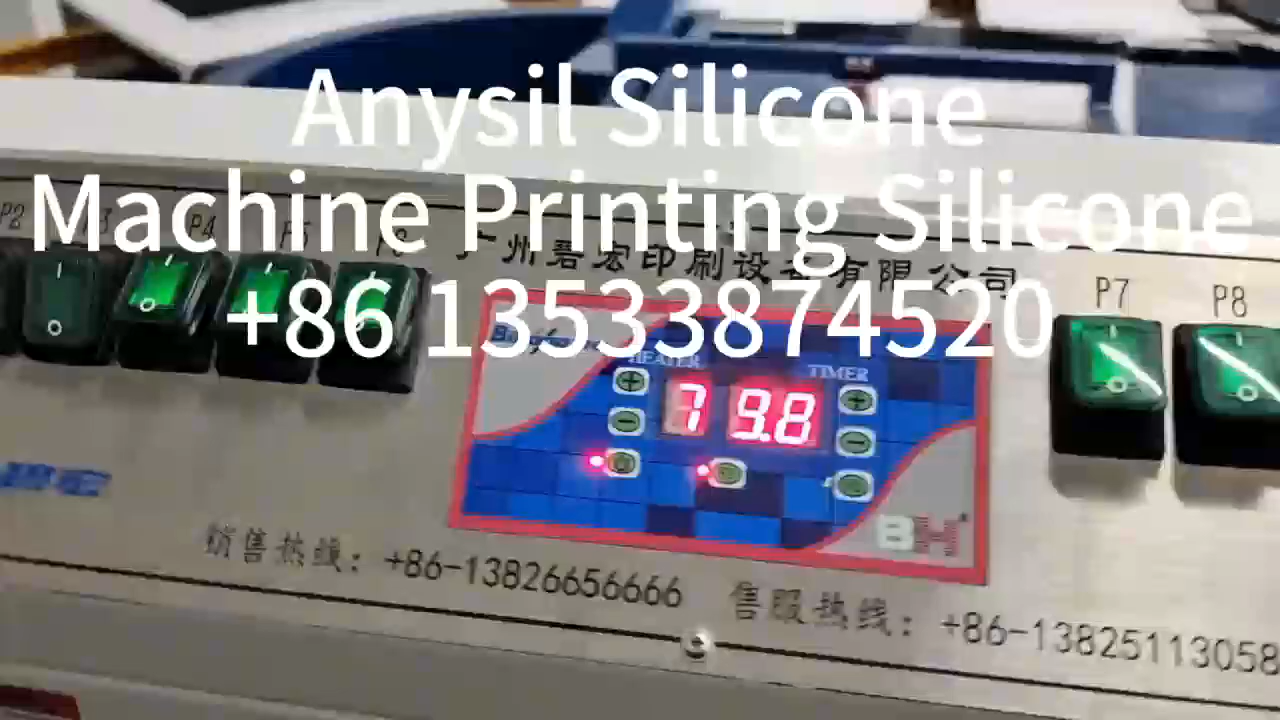 Anysil Silicone
Machine Printing Silicone
+86 13533874520
P2
P4
P7
P8
广州碧宏印刷设备有限公司
HEATER
TIMER
7 9.8
BH
销售热线：+86-13826656666
售服热线：+86-13825113058